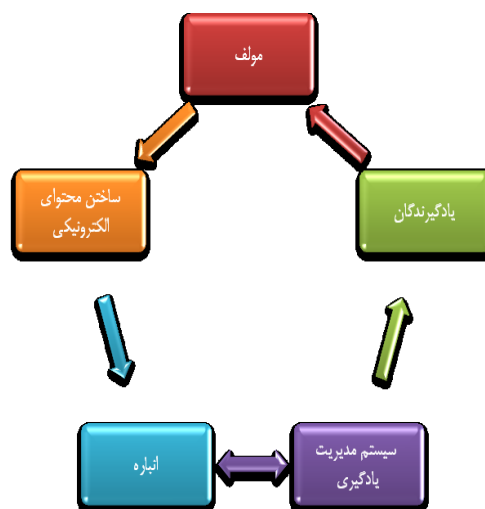 مولف
ساختن محتوای
الکترونیکی
یادگیرندگان
انباره
سیستم مدیریت
یادگیری